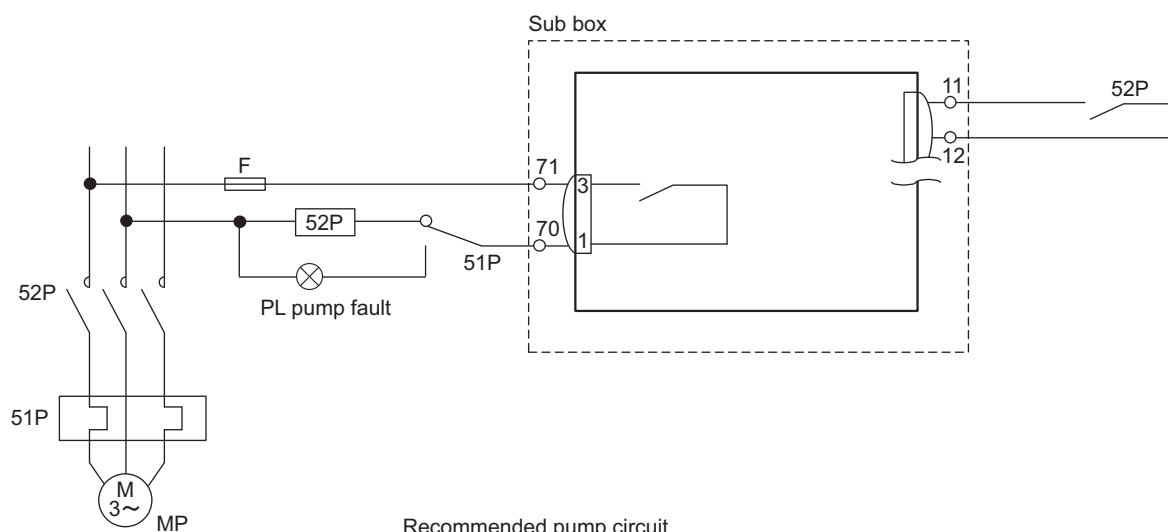 Sub box
11
52P
12
F
71
3
52P
70
1
51P
PL pump fault
52P
51P
M
3～
MP
Recommended pump circuit